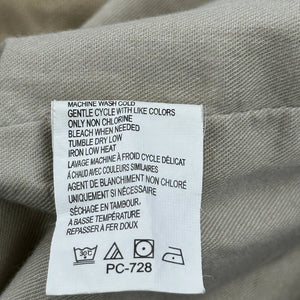 MACHINE WASH COLD
GENTLE CYCLE WITH LIKE COLORS
ONLY NON CHLORINE
BLEACH WHEN NEEDED
TUMBLE DRY LOW
IRON LOW HEAT
LAVAGE MACHINE À FROID CYCLE DÉLICAT
À CHAUD AVEC COULEURS SIMILAIRES
AGENT DE BLANCHIMENT NON CHLORÉ
UNIQUEMENT SI NÉCESSAIRE
SÉCHAGE EN TAMBOUR,
À BASSE TEMPÉRATURE
REPASSER À FER DOUX
30°C
PC-728